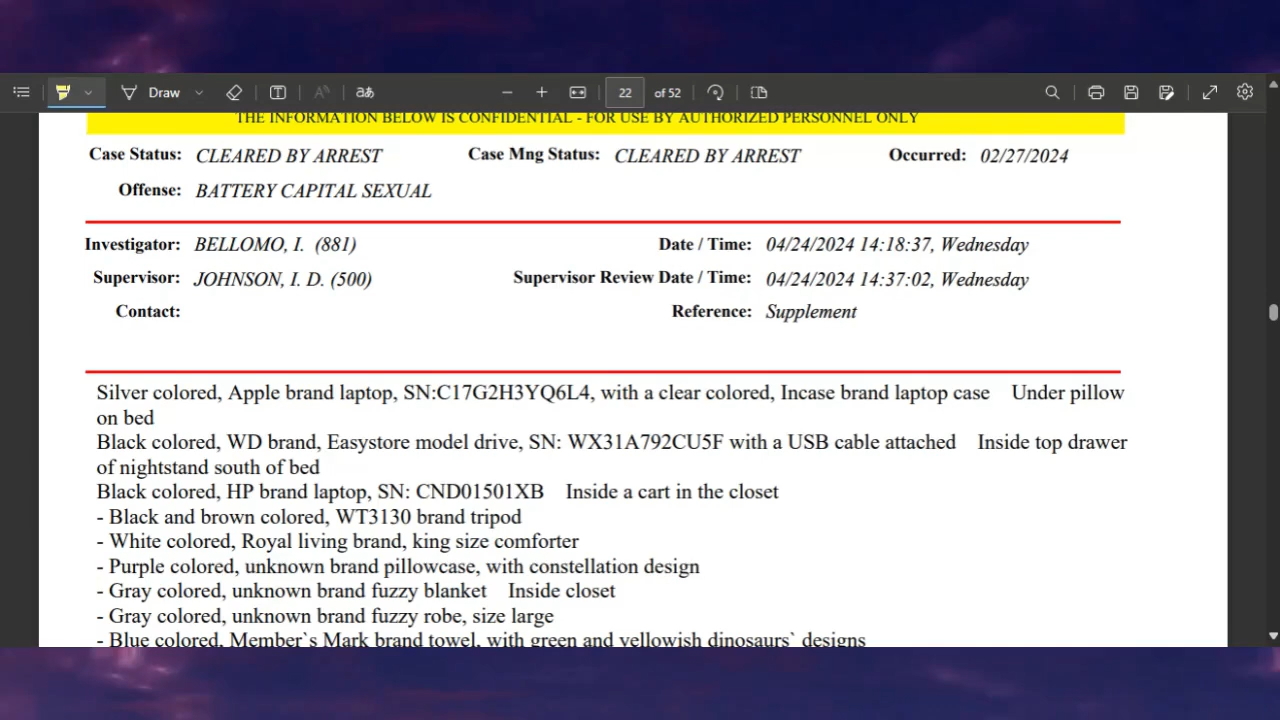 Draw
22 of 52
THE INFORMATION BELOW IS CONFIDENTIAL - FOR USE BY AUTHORIZED PERSONNEL ONLY
Case Status: CLEARED BY ARREST Case Mng Status: CLEARED BY ARREST Occurred: 02/27/2024
Offense: BATTERY CAPITAL SEXUAL
Investigator: BELLOMO, I. (881) Date / Time: 04/24/2024 14:18:37, Wednesday
Supervisor: JOHNSON, I. D. (500) Supervisor Review Date / Time: 04/24/2024 14:37:02, Wednesday
Contact: Reference: Supplement
Silver colored, Apple brand laptop, SN:C17G2H3YQ6L4, with a clear colored, Incase brand laptop case Under pillow
on bed
Black colored, WD brand, Easystore model drive, SN: WX31A792CU5F with a USB cable attached Inside top drawer
of nightstand south of bed
Black colored, HP brand laptop, SN: CND01501XB Inside a cart in the closet
- Black and brown colored, WT3130 brand tripod
- White colored, Royal living brand, king size comforter
- Purple colored, unknown brand pillowcase, with constellation design
- Gray colored, unknown brand fuzzy blanket Inside closet
- Gray colored, unknown brand fuzzy robe, size large
- Blue colored, Member`s Mark brand towel, with green and yellowish dinosaurs` designs